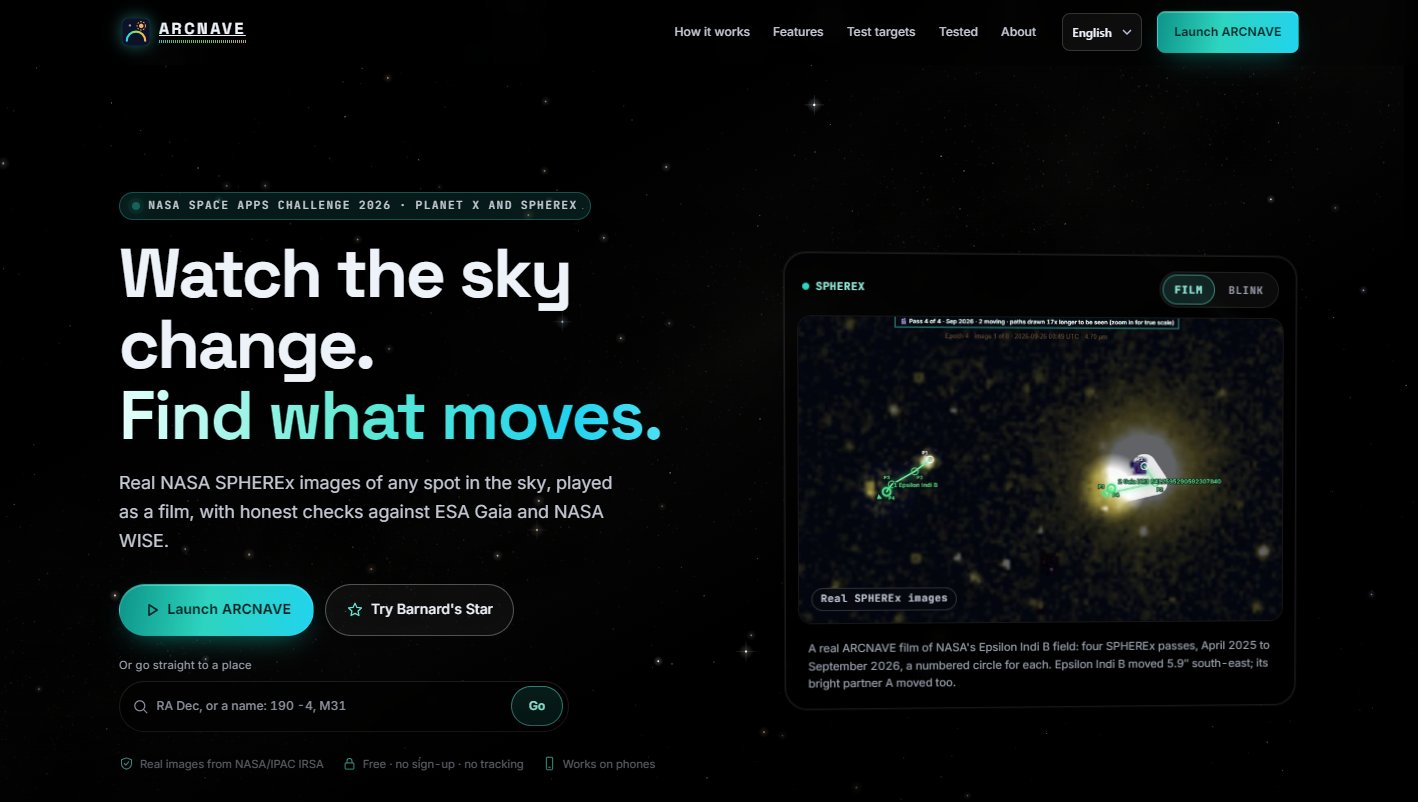 ARCNAVE
How it works
Features
Test targets
Tested
About
English
Launch ARCNAVE
NASA SPACE APPS CHALLENGE 2026 · PLANET X AND SPHEREX
Watch the sky
change.
Find what moves.
Real NASA SPHEREx images of any spot in the sky, played
as a film, with honest checks against ESA Gaia and NASA
WISE.
Launch ARCNAVE
Try Barnard's Star
Or go straight to a place
RA Dec, or a name: 190 -4, M31
Go
Real images from NASA/IPAC IRSA
Free · no sign-up · no tracking
Works on phones
SPHEREX
FILM
BLINK
Pass 4 of 4 · Sep 2026 · 2 moving · paths drawn 17x longer to be seen (zoom in for true scale)
Epsilon Indi B
Real SPHEREx images
A real ARCNAVE film of NASA's Epsilon Indi B field: four SPHEREx passes, April 2025 to
September 2026, a numbered circle for each. Epsilon Indi B moved 5.9″ south-east; its
bright partner A moved too.